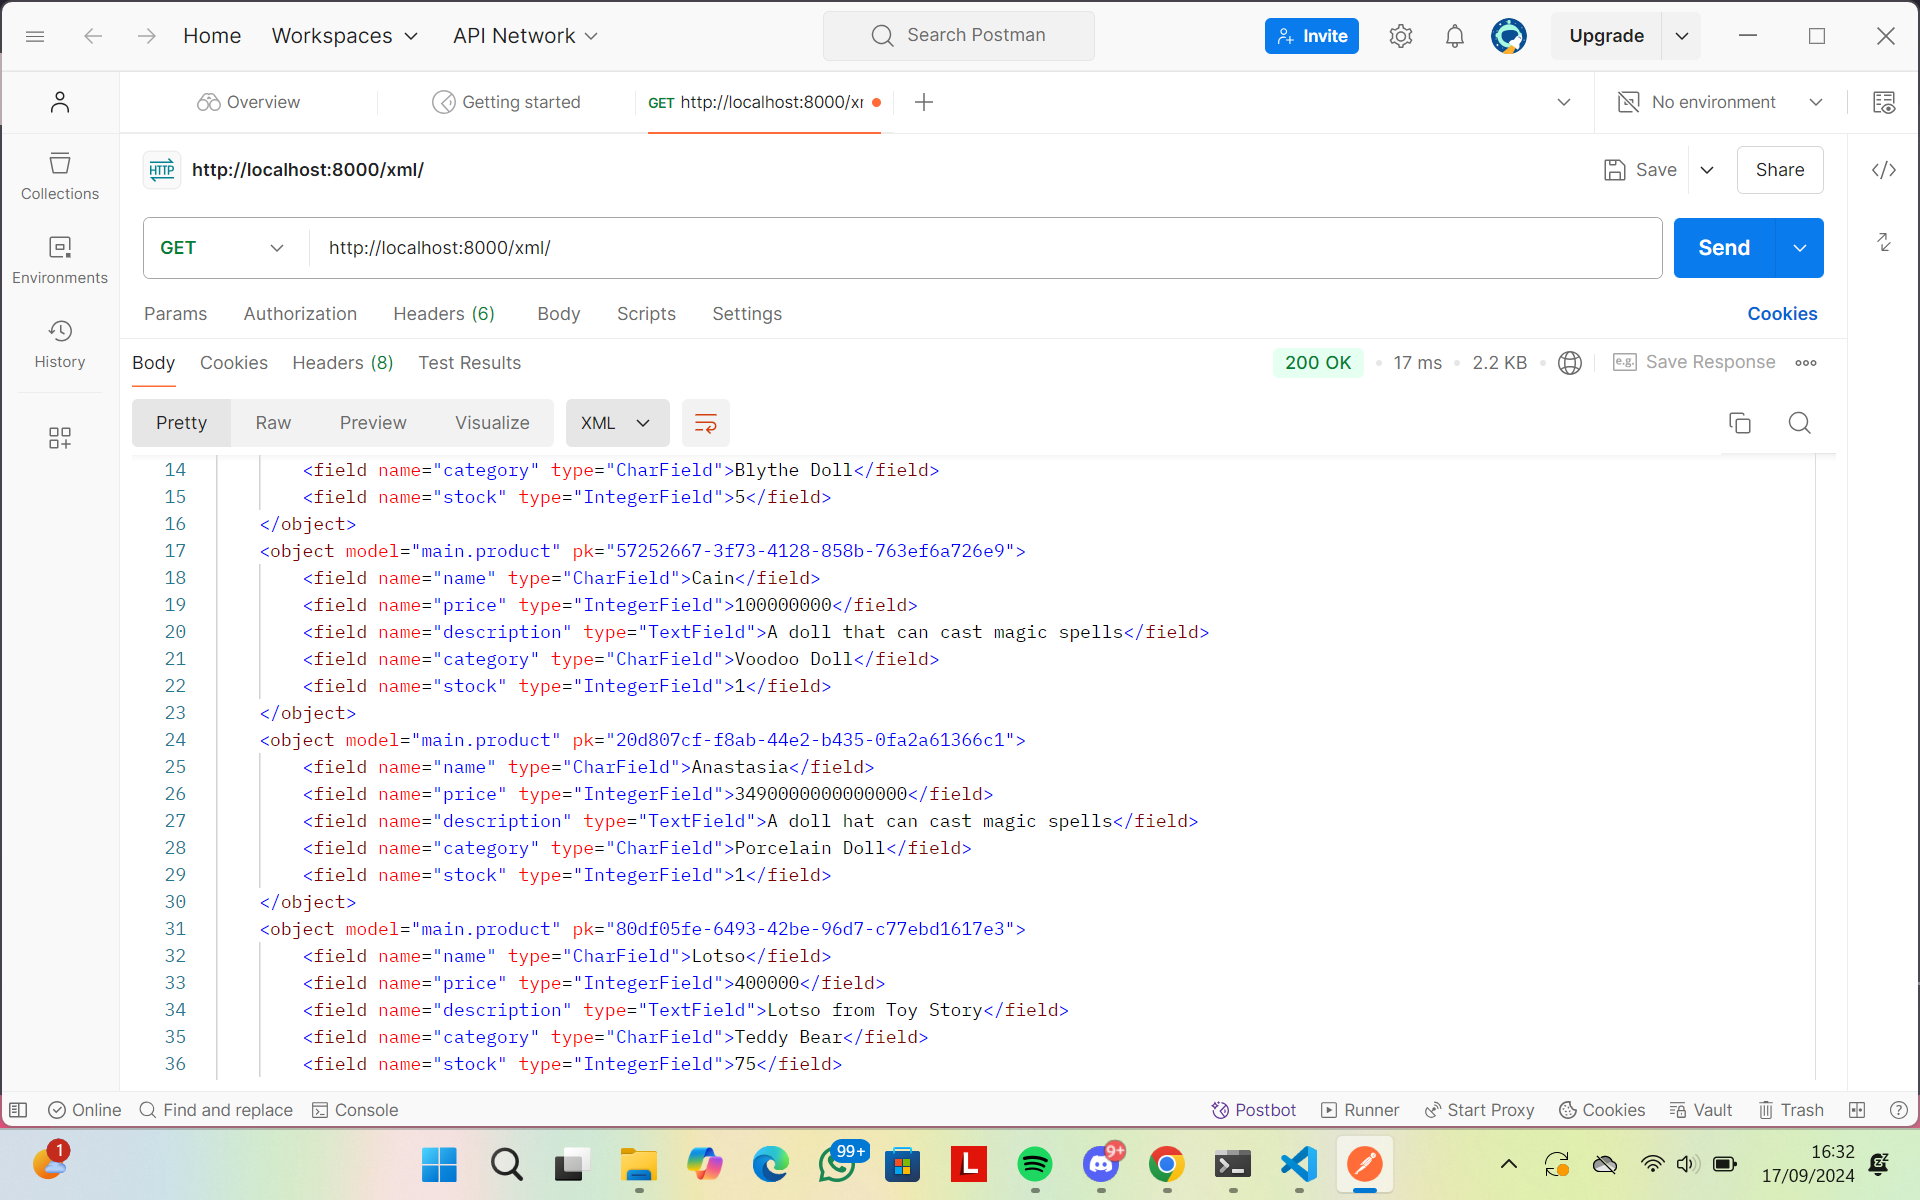 Home
Workspaces
API Network
Search Postman
Invite
Upgrade
Overview
Getting started
GET http://localhost:8000/xr
No environment
Collections
Environments
History
HTTP
http://localhost:8000/xml/
Save
Share
GET
http://localhost:8000/xml/
Send
Params
Authorization
Headers (6)
Body
Scripts
Settings
Cookies
Body
Cookies
Headers (8)
Test Results
200 OK
17 ms
2.2 KB
e.g.
Save Response
Pretty
Raw
Preview
Visualize
XML
14 <field name="category" type="CharField">Blythe Doll</field>
15 <field name="stock" type="IntegerField">5</field>
16 </object>
17 <object model="main.product" pk="57252667-3f73-4128-858b-763ef6a726e9">
18 <field name="name" type="CharField">Cain</field>
19 <field name="price" type="IntegerField">100000000</field>
20 <field name="description" type="TextField">A doll that can cast magic spells</field>
21 <field name="category" type="CharField">Voodoo Doll</field>
22 <field name="stock" type="IntegerField">1</field>
23 </object>
24 <object model="main.product" pk="20d807cf-f8ab-44e2-b435-0fa2a61366c1">
25 <field name="name" type="CharField">Anastasia</field>
26 <field name="price" type="IntegerField">3490000000000000</field>
27 <field name="description" type="TextField">A doll hat can cast magic spells</field>
28 <field name="category" type="CharField">Porcelain Doll</field>
29 <field name="stock" type="IntegerField">1</field>
30 </object>
31 <object model="main.product" pk="80df05fe-6493-42be-96d7-c77ebd1617e3">
32 <field name="name" type="CharField">Lotso</field>
33 <field name="price" type="IntegerField">400000</field>
34 <field name="description" type="TextField">Lotso from Toy Story</field>
35 <field name="category" type="CharField">Teddy Bear</field>
36 <field name="stock" type="IntegerField">75</field>
Online
Find and replace
Console
Postbot
Runner
Start Proxy
Cookies
Vault
Trash
1
99+
L
9+
16:32
17/09/2024